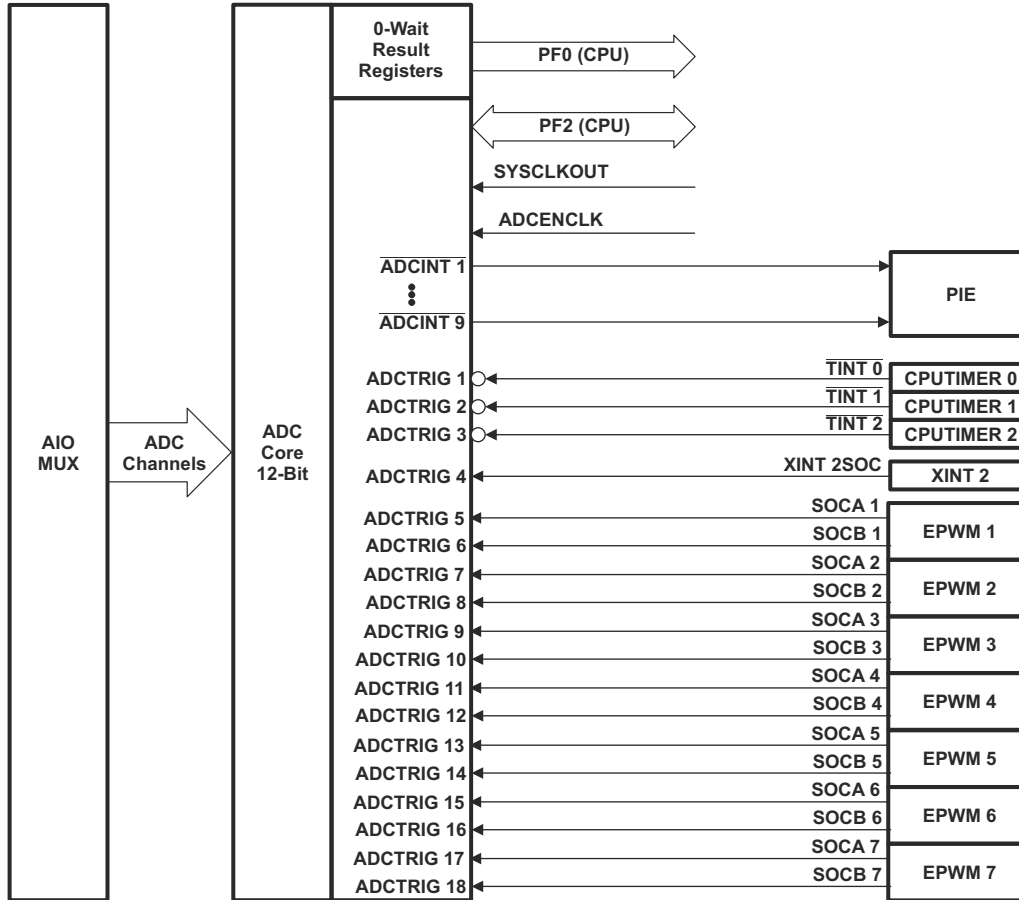 0-Wait
Result
Registers
PF0 (CPU)
PF2 (CPU)
SYSCLKOUT
ADCENCLK
ADCINT 1
PIE
ADCINT 9
ADCTRIG 1
TINT 0
CPUTIMER 0
ADCTRIG 2
TINT 1
CPUTIMER 1
ADCTRIG 3
TINT 2
CPUTIMER 2
AIO
MUX
ADC
Channels
ADC
Core
12-Bit
ADCTRIG 4
XINT 2SOC
XINT 2
ADCTRIG 5
SOCA 1
EPWM 1
ADCTRIG 6
SOCB 1
ADCTRIG 7
SOCA 2
EPWM 2
ADCTRIG 8
SOCB 2
ADCTRIG 9
SOCA 3
EPWM 3
ADCTRIG 10
SOCB 3
ADCTRIG 11
SOCA 4
EPWM 4
ADCTRIG 12
SOCB 4
ADCTRIG 13
SOCA 5
EPWM 5
ADCTRIG 14
SOCB 5
ADCTRIG 15
SOCA 6
EPWM 6
ADCTRIG 16
SOCB 6
ADCTRIG 17
SOCA 7
EPWM 7
ADCTRIG 18
SOCB 7